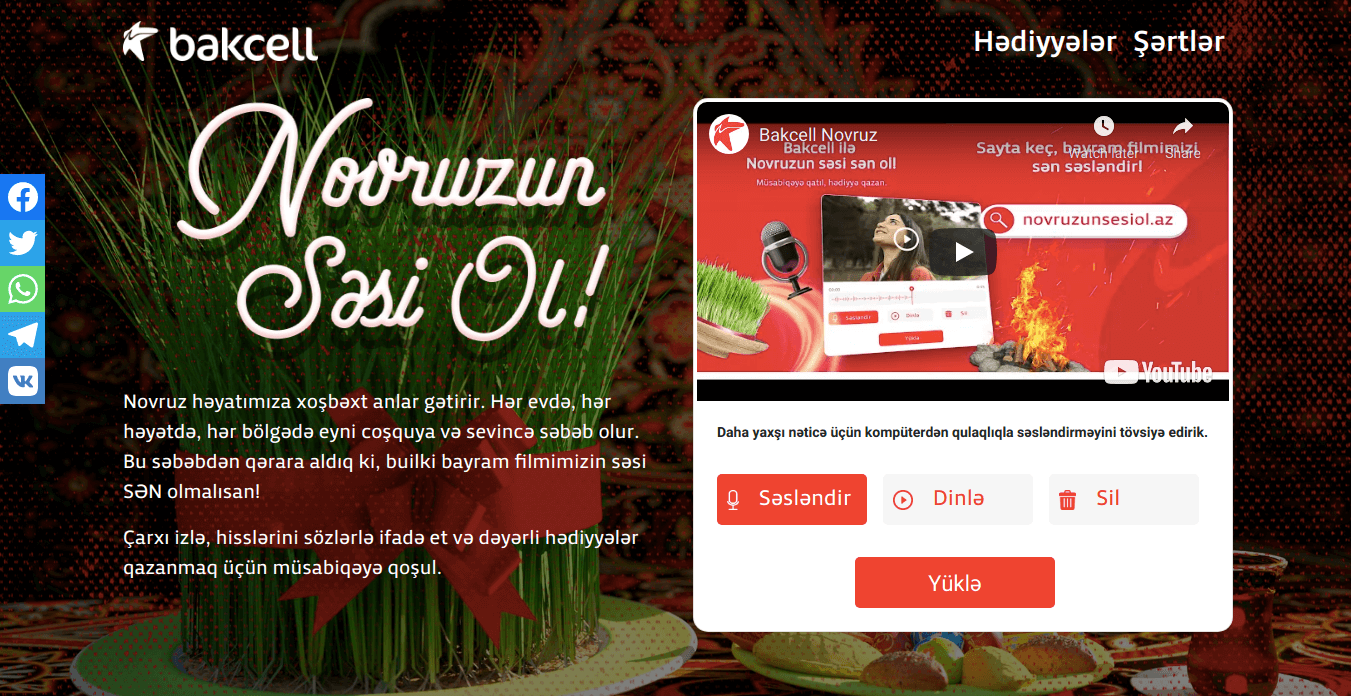 bakcell
Hədiyyələr Şərtlər
Novruzun
Səsi Ol!
Novruz həyatımıza xoşbəxt anlar gətirir. Hər evdə, hər
həyətdə, hər bölgədə eyni coşquya və sevincə səbəb olur.
Bu səbəbdən qərara aldıq ki, builki bayram filmimizin səsi
SƏN olmalısan!
Çarxı izlə, hisslərini sözlərlə ifadə et və dəyərli hədiyyələr
qazanmaq üçün müsabiqəyə qoşul.
Bakcell Novruz
Watch later
Share
Bakcell ilə
Novruzun səsi sən ol!
Müsabiqəyə qatıl, hədiyyə qazan.
Sayta keç, bayram filmimizi
sən səsləndir!
novruzunsesiol.az
Səsləndir
Dinlə
Sil
Yüklə
YouTube
Daha yaxşı nəticə üçün kompüterdən qulaqlıqla səsləndirməyini tövsiyə edirik.
Səsləndir
Dinlə
Sil
Yüklə